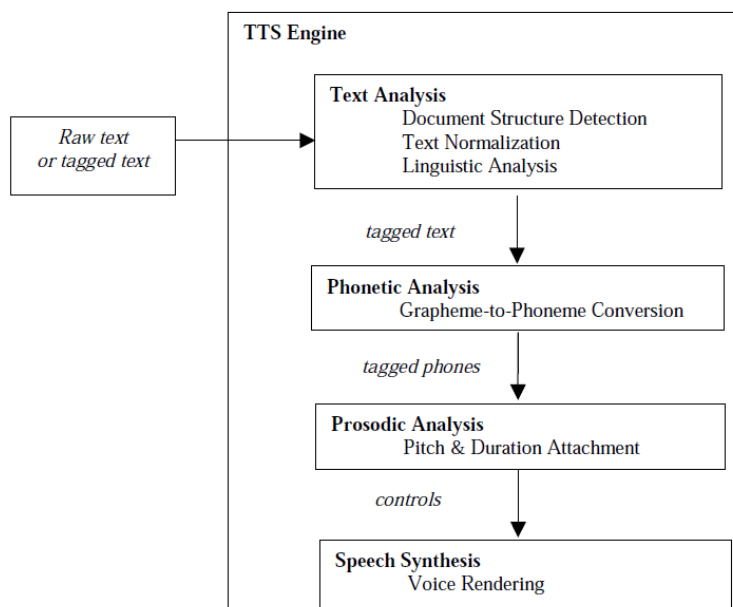 TTS Engine
Raw text
or tagged text
Text Analysis
Document Structure Detection
Text Normalization
Linguistic Analysis
tagged text
Phonetic Analysis
Grapheme-to-Phoneme Conversion
tagged phones
Prosodic Analysis
Pitch & Duration Attachment
controls
Speech Synthesis
Voice Rendering